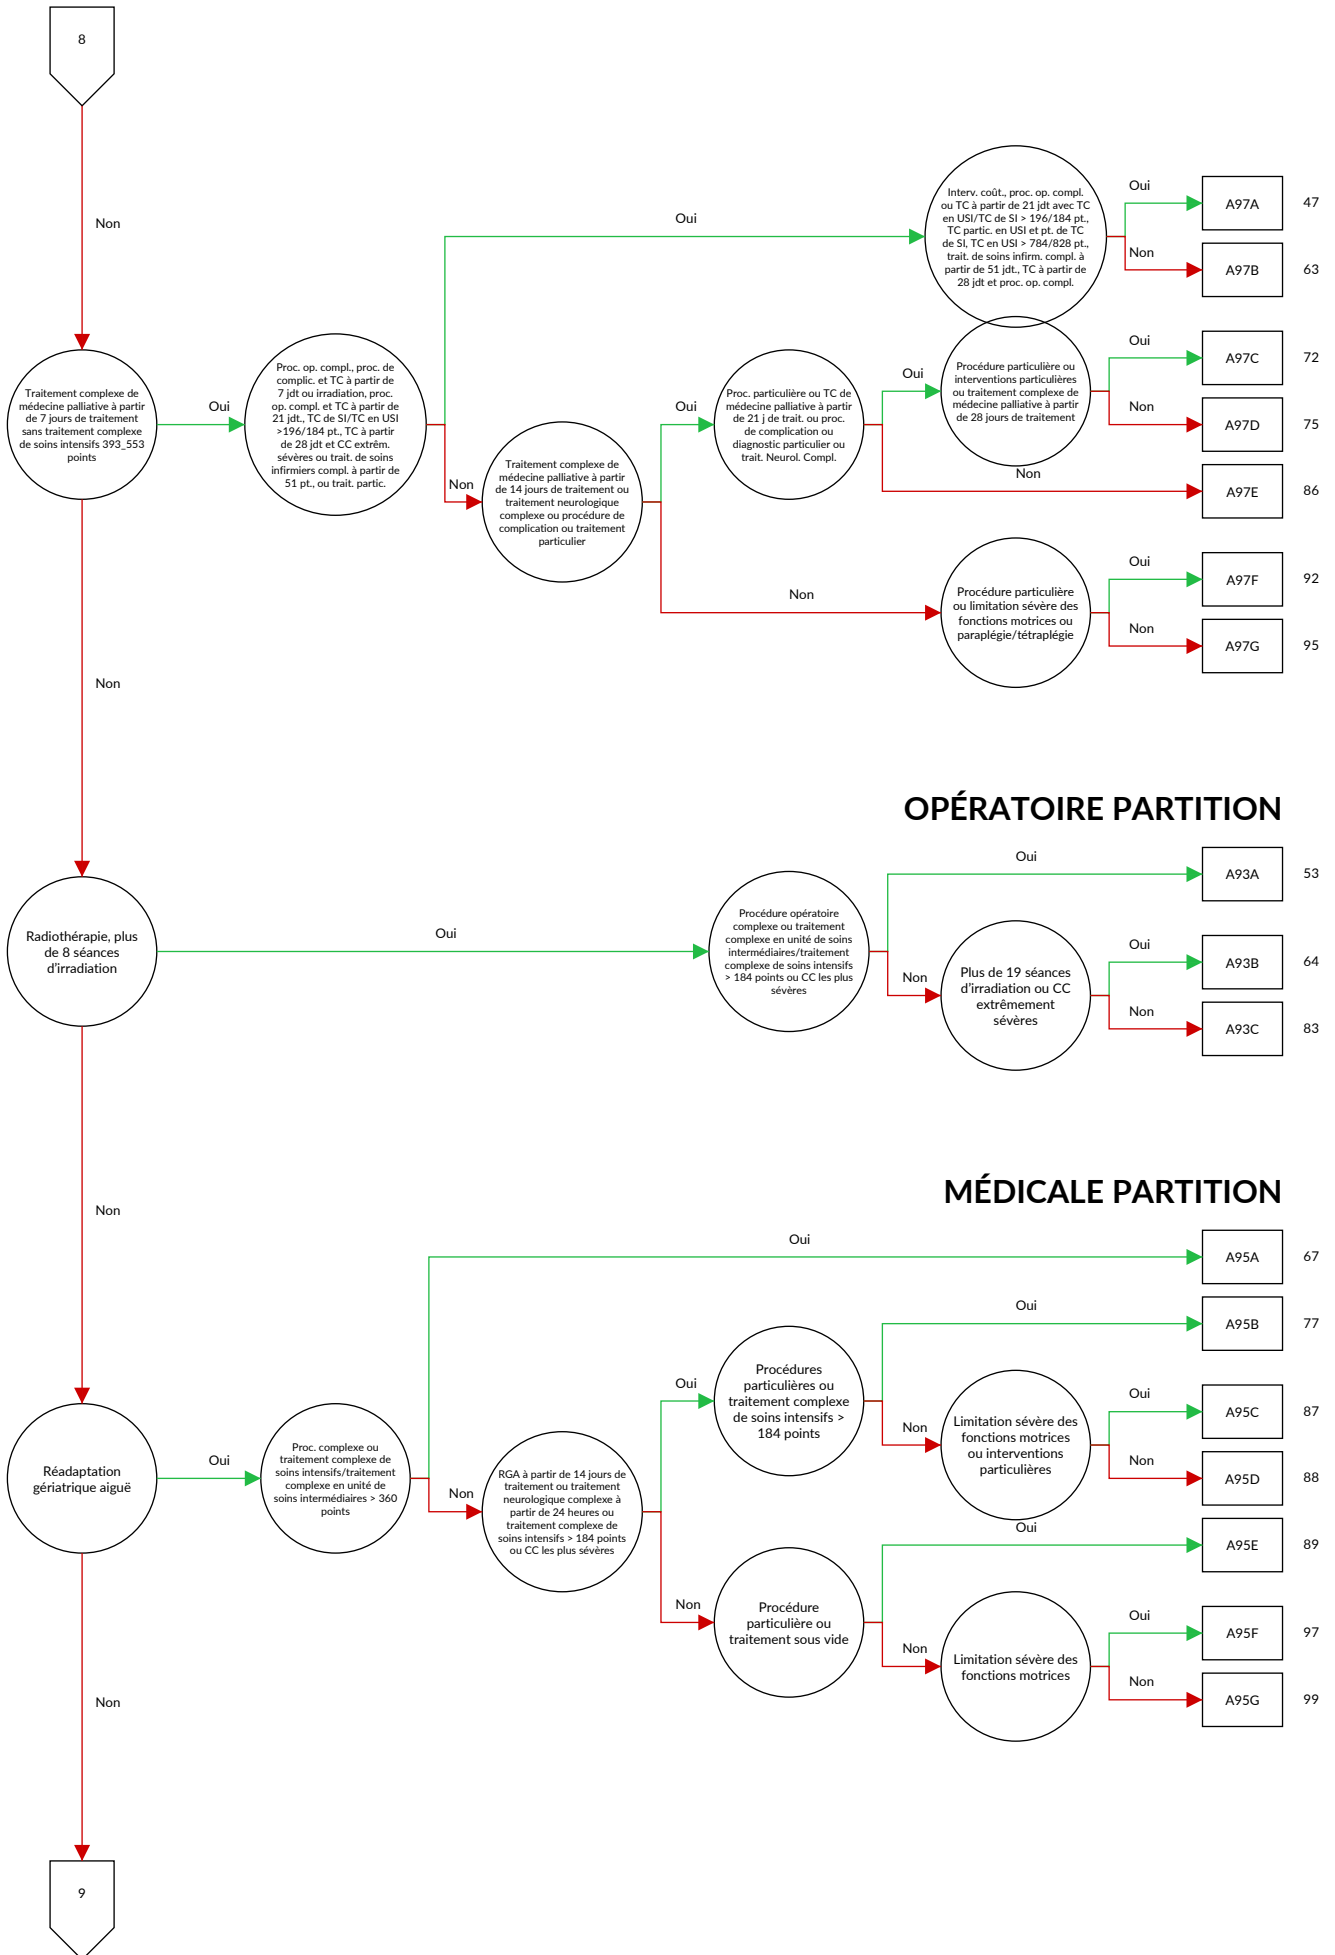 8
Non
Traitement complexe de
médecine palliative à partir
de 7 jours de traitement
sans traitement complexe
de soins intensifs 393_553
points
Oui
Proc. op. compl., proc. de
complic. et TC à partir de
7 jdt ou irradiation, proc.
op. compl. et TC à partir de
21 jdt., TC de SI/TC en USI
>196/184 pt., TC à partir
de 28 jdt et CC extrêm.
sévères ou trait. de soins
infirmiers compl. à partir de
51 pt., ou trait. partic.
Oui
Interv. coût., proc. op. compl.
ou TC à partir de 21 jdt avec TC
en USI/TC de SI > 196/184 pt.,
TC partic. en USI et pt. de TC
de SI, TC en USI > 784/828 pt.,
trait. de soins infirm. compl. à
partir de 51 jdt., TC à partir de
28 jdt et proc. op. compl.
Oui
A97A
47
Non
A97B
63
Non
Traitement complexe de
médecine palliative à partir
de 14 jours de traitement ou
traitement neurologique
complexe ou procédure de
complication ou traitement
particulier
Oui
Proc. particulière ou TC de
médecine palliative à partir
de 21 j de trait. ou proc.
de complication ou
diagnostic particulier ou
trait. Neurol. Compl.
Oui
Procédure particulière ou
interventions particulières
ou traitement complexe de
médecine palliative à partir
de 28 jours de traitement
Oui
A97C
72
Non
A97D
75
Non
A97E
86
Non
Procédure particulière
ou limitation sévère des
fonctions motrices ou
paraplégie/tétraplégie
Oui
A97F
92
Non
A97G
95
Non
OPÉRATOIRE PARTITION
Radiothérapie, plus
de 8 séances
d'irradiation
Oui
Procédure opératoire
complexe ou traitement
complexe en unité de soins
intermédiaires/traitement
complexe de soins intensifs
> 184 points ou CC les plus
sévères
Oui
A93A
53
Non
Plus de 19 séances
d'irradiation ou CC
extrêmement
sévères
Oui
A93B
64
Non
A93C
83
Non
MÉDICALE PARTITION
Réadaptation
gériatrique aiguë
Oui
Proc. complexe ou
traitement complexe de
soins intensifs/traitement
complexe en unité de
soins intermédiaires > 360
points
Oui
A95A
67
Non
RGA à partir de 14 jours de
traitement ou traitement
neurologique complexe à
partir de 24 heures ou
traitement complexe de
soins intensifs > 184 points
ou CC les plus sévères
Oui
Procédures
particulières ou
traitement complexe
de soins intensifs >
184 points
Oui
A95B
77
Non
Limitation sévère des
fonctions motrices
ou interventions
particulières
Oui
A95C
87
Non
A95D
88
Non
Procédure
particulière ou
traitement sous vide
Oui
A95E
89
Non
Limitation sévère des
fonctions motrices
Oui
A95F
97
Non
A95G
99
Non
9